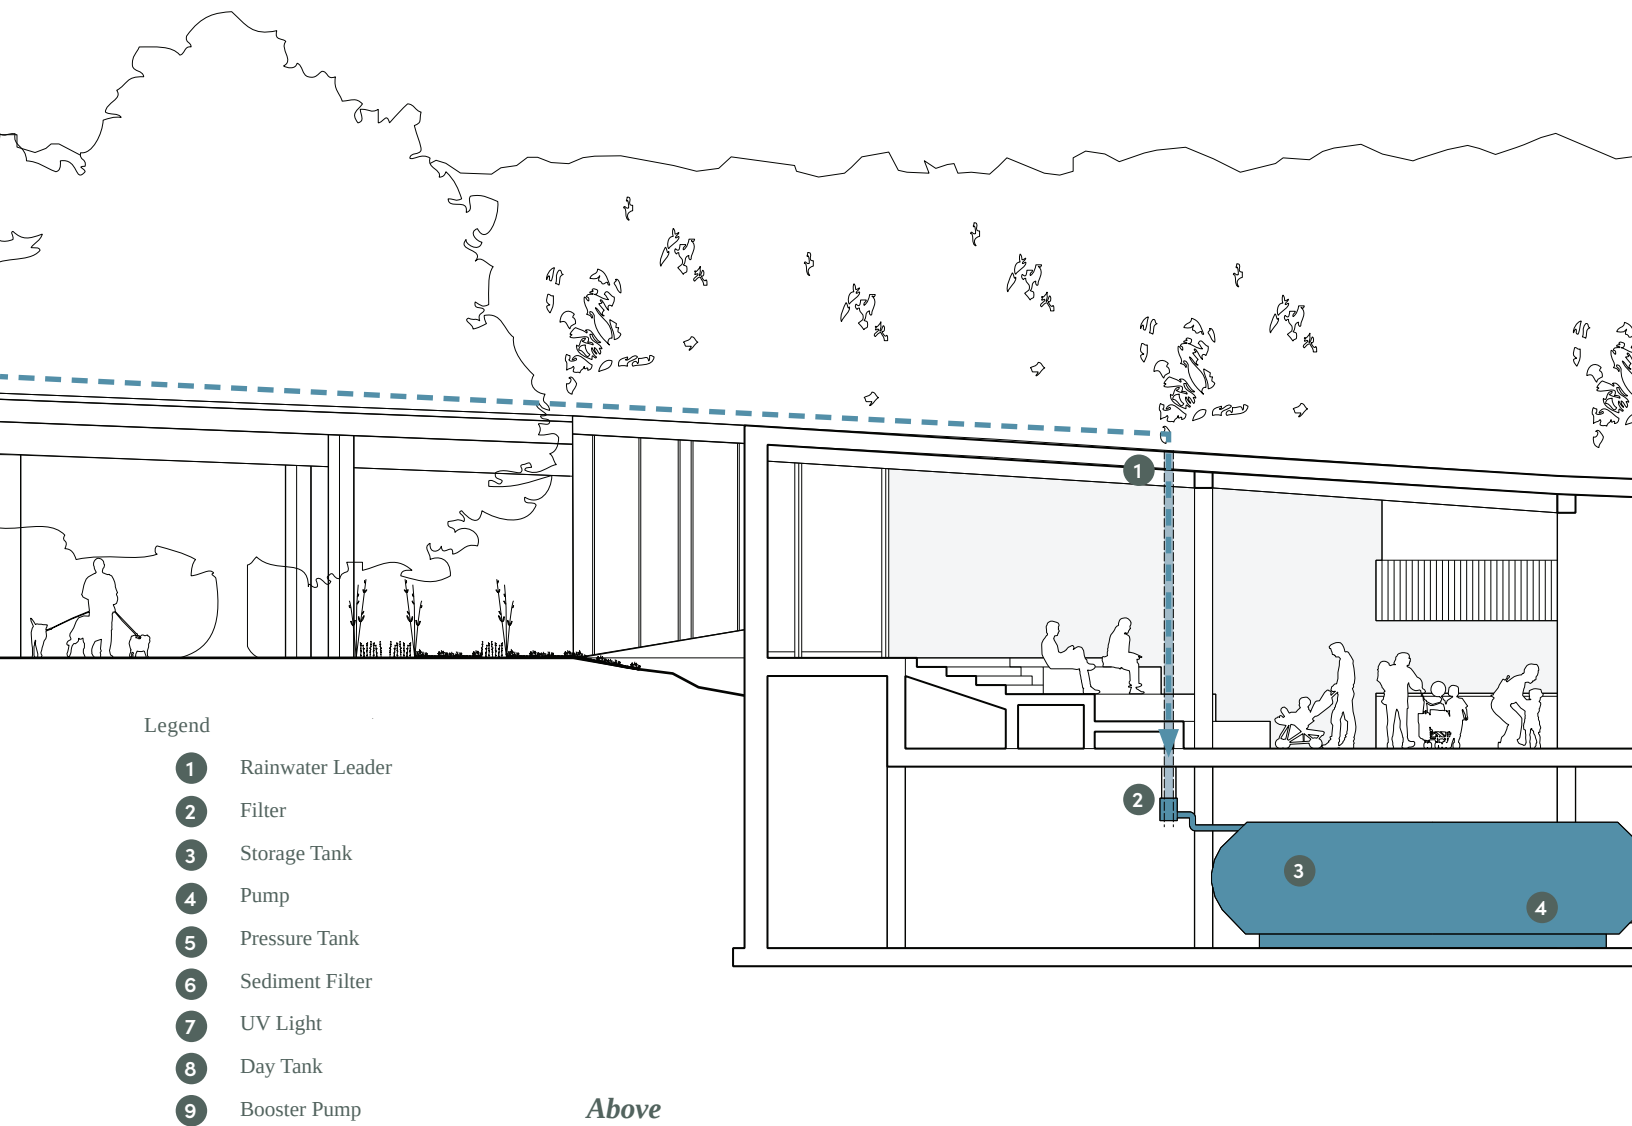 1
2
3
4
Legend
1 Rainwater Leader
2 Filter
3 Storage Tank
4 Pump
5 Pressure Tank
6 Sediment Filter
7 UV Light
8 Day Tank
9 Booster Pump
Above